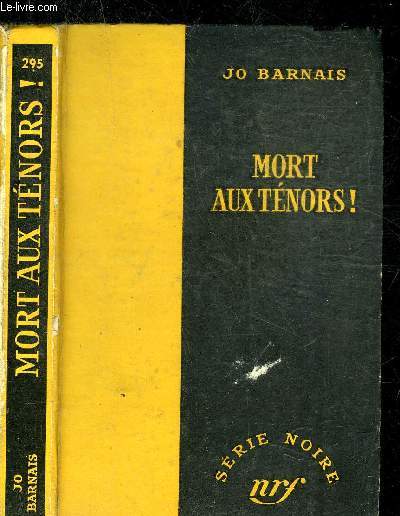 Le-livre.com
295
MORT AUX TÉNORS !
JO
BARNAIS
JO BARNAIS
MORT
AUX TÉNORS !
SÉRIE NOIRE
nrf